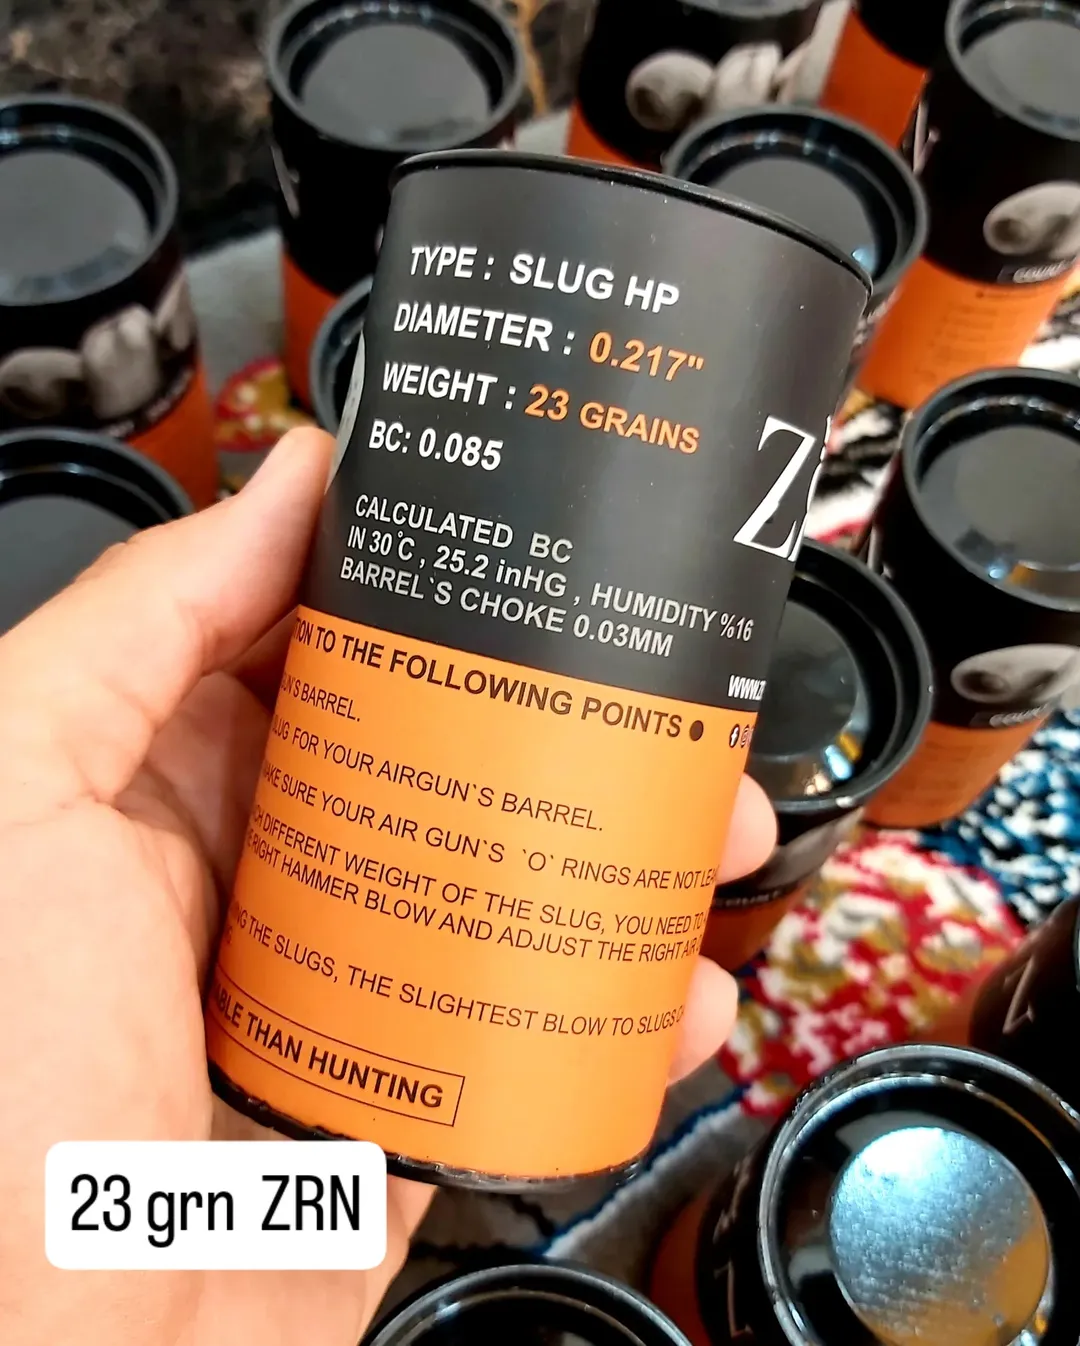 TYPE : SLUG HP
DIAMETER : 0.217"
WEIGHT : 23 GRAINS
BC: 0.085
CALCULATED BC
IN 30°C , 25.2 inHG , HUMIDITY %16
BARREL`S CHOKE 0.03MM
TO THE FOLLOWING POINTS ●
BARREL.
FOR YOUR AIRGUN`S BARREL.
SURE YOUR AIR GUN`S `O` RINGS ARE NOT
DIFFERENT WEIGHT OF THE SLUG, YOU NEED TO
RIGHT HAMMER BLOW AND ADJUST THE RIGHT AIR
THE SLUGS, THE SLIGHTEST BLOW TO SLUGS
THAN HUNTING
23 grn ZRN